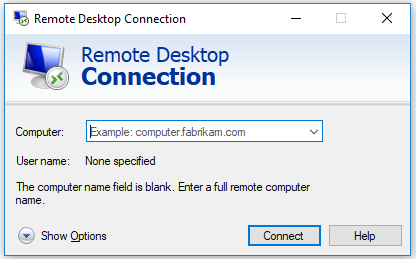 Remote Desktop Connection
Remote Desktop
Connection
Computer:
Example: computer.fabrikam.com
User name: None specified
The computer name field is blank. Enter a full remote computer
name.
Show Options
Connect
Help